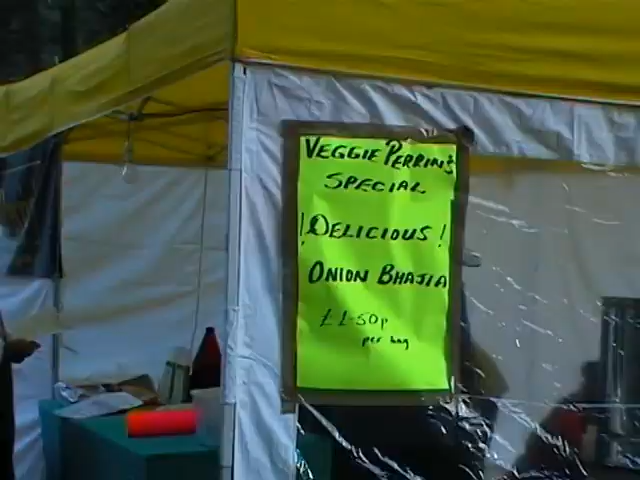 VEGGIE PERRIN'S
SPECIAL
!DELICIOUS!
ONION BHAJIA
£1-50p
per bag